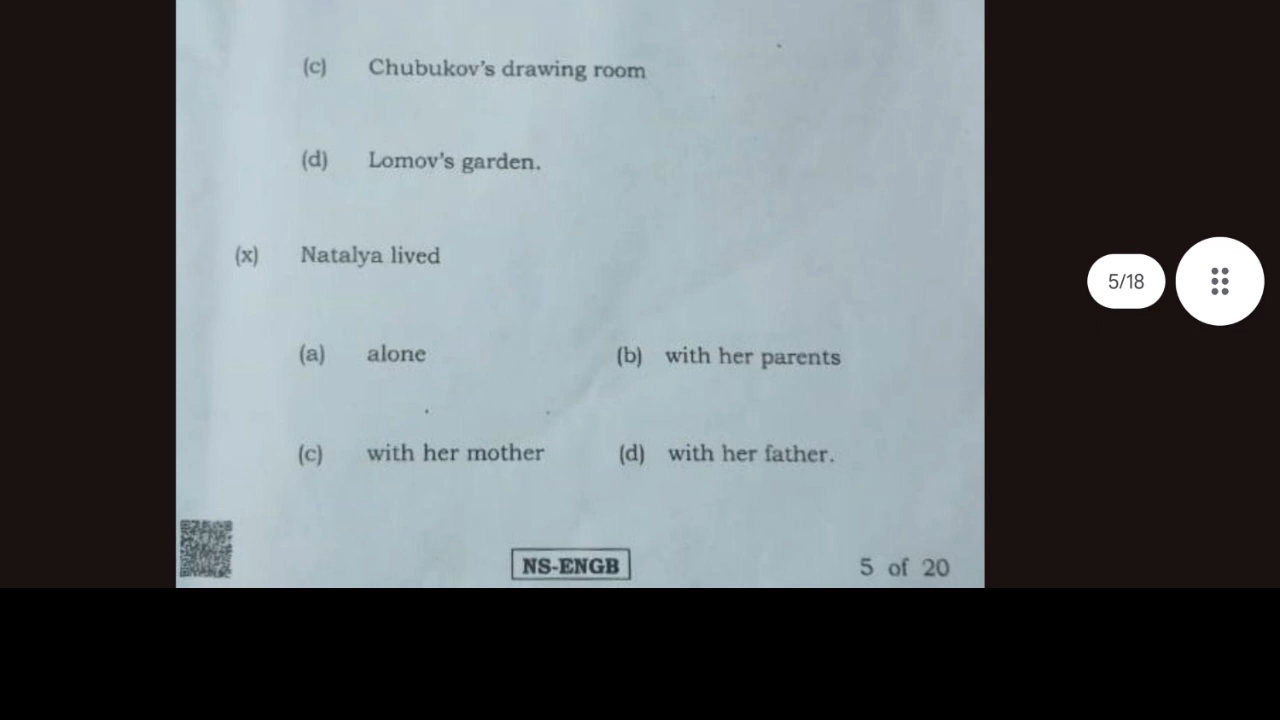 (c) Chubukov's drawing room
(d) Lomov's garden.
(x) Natalya lived
5/18
(a) alone (b) with her parents
(c) with her mother (d) with her father.
NS-ENGB 5 of 20